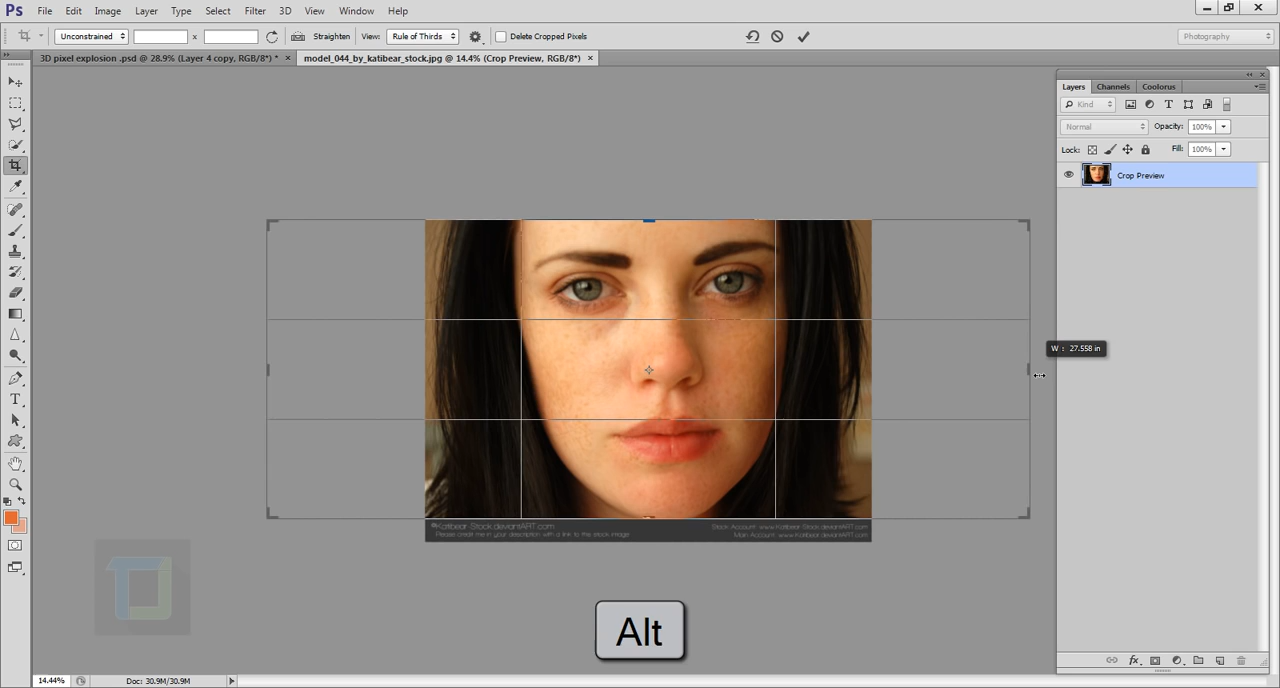 Ps File Edit Image Layer Type Select Filter 3D View Window Help
Unconstrained x Straighten View: Rule of Thirds Delete Cropped Pixels Photography
3D pixel explosion .psd @ 28.9% (Layer 4 copy, RGB/8*) * × model_044_by_katibear_stock.jpg @ 14.4% (Crop Preview, RGB/8*) ×
Layers Channels Coolorus
Kind
Normal Opacity: 100%
Lock: Fill: 100%
Crop Preview
W : 27.558 in
Katibear-Stock.deviantART.com
Please credit me in your description with a link to this stock image
Stock Account: www.Katibear-Stock.deviantART.com
Main Account: www.Katibear.deviantART.com
Alt
14.44% Doc: 30.9M/30.9M